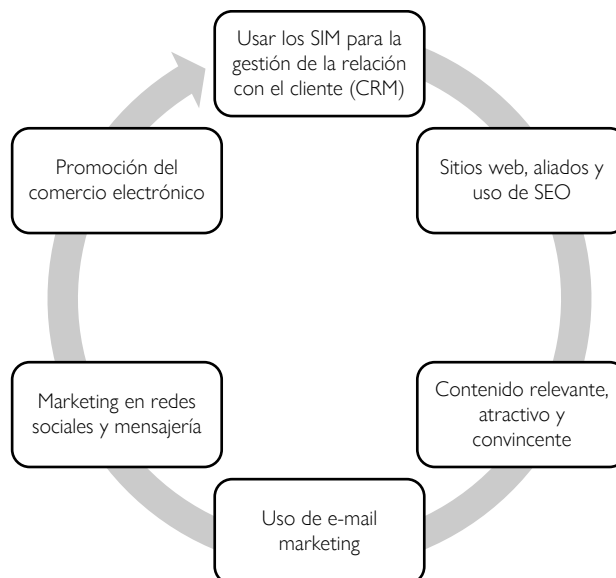 Usar los SIM para la
gestión de la relación
con el cliente (CRM)
Sitios web, aliados y
uso de SEO
Contenido relevante,
atractivo y
convincente
Uso de e-mail
marketing
Marketing en redes
sociales y mensajería
Promoción del
comercio electrónico